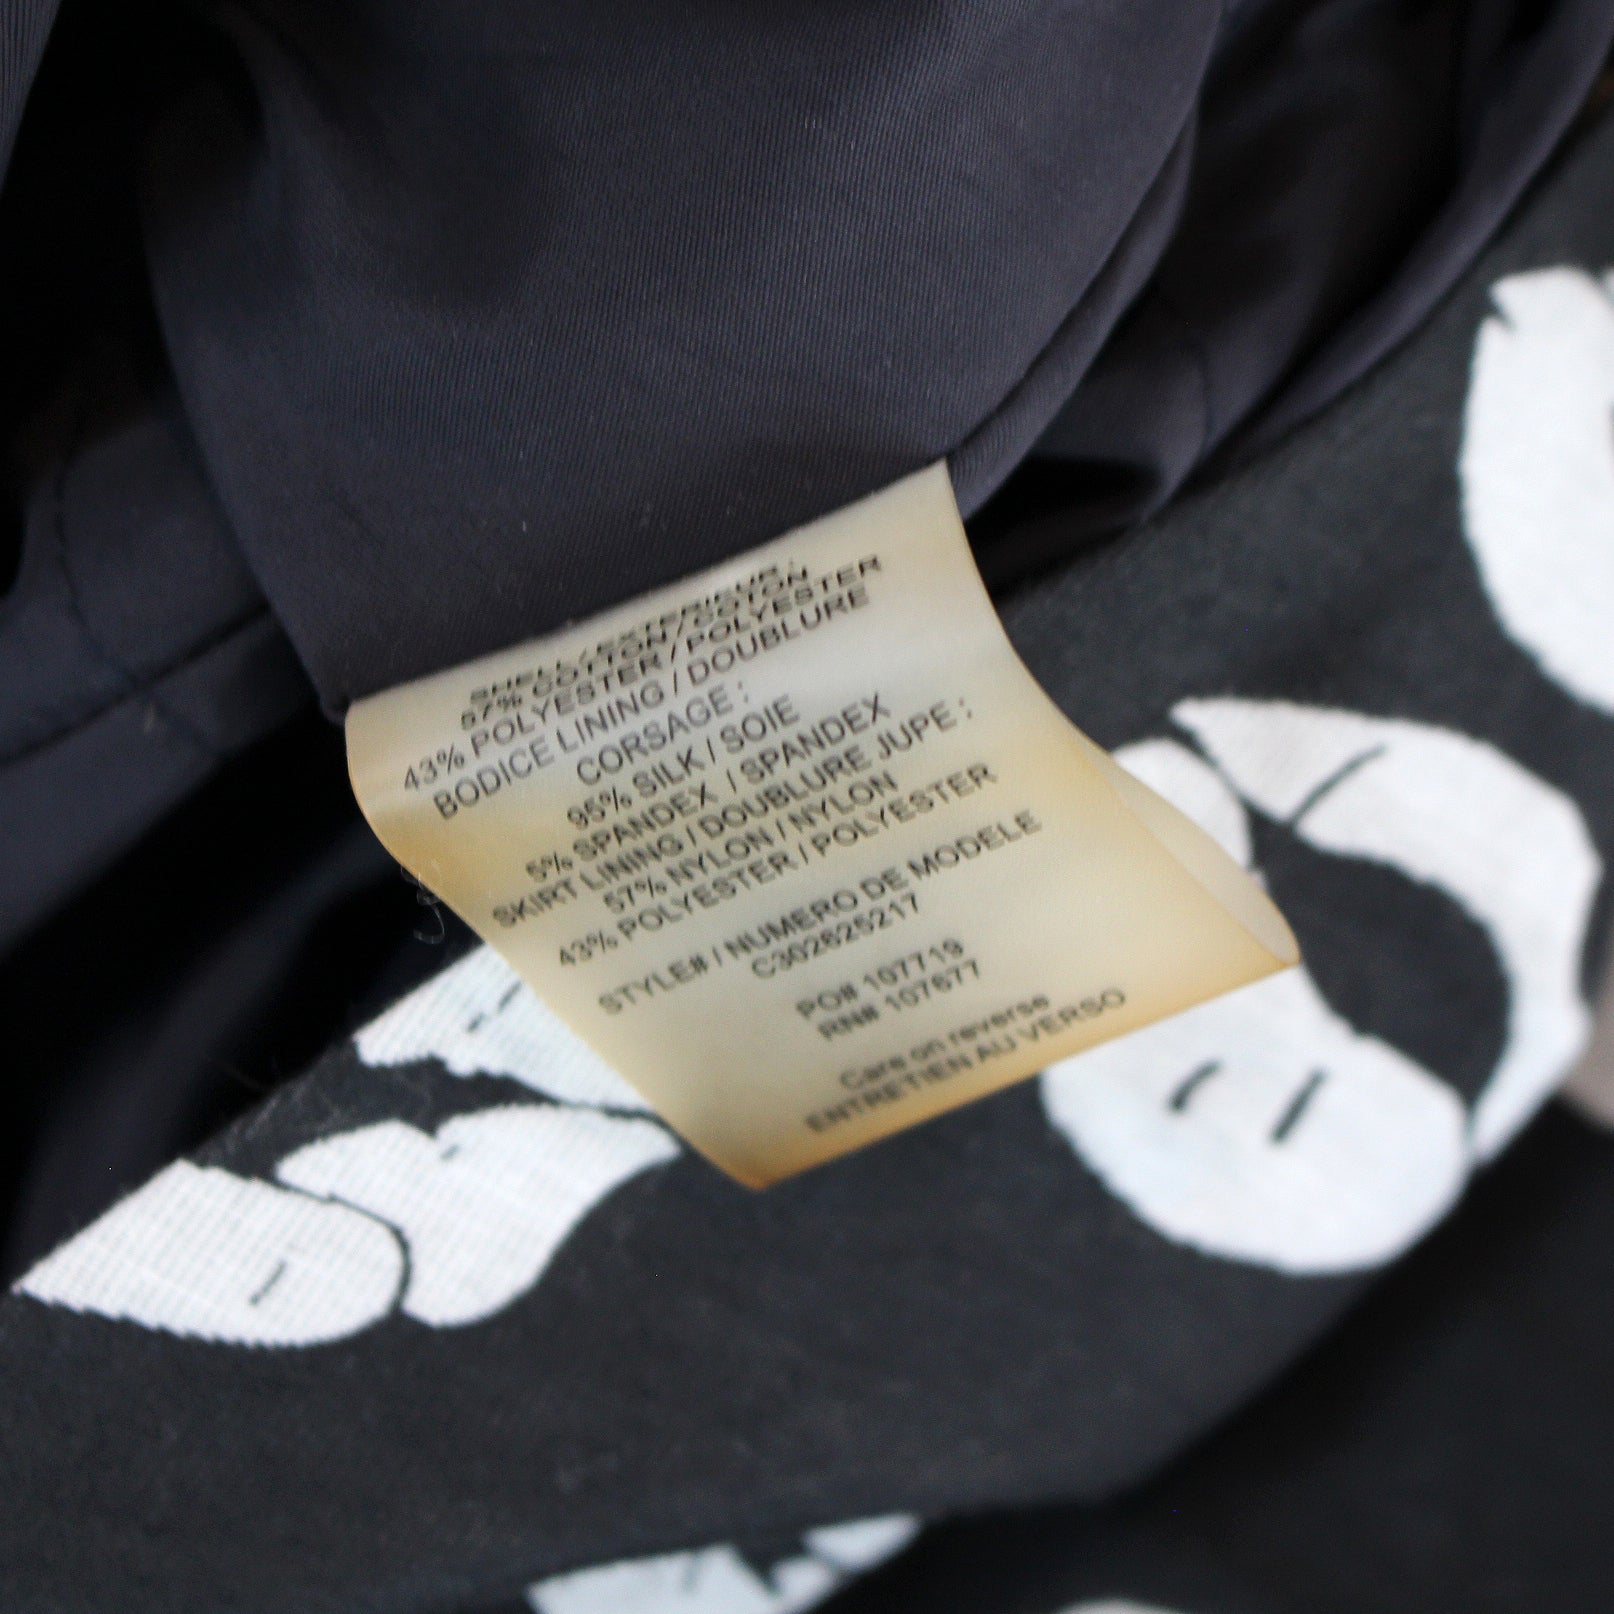 SHELL / EXTERIEUR :
57% COTTON / COTON
43% POLYESTER / POLYESTER
BODICE LINING / DOUBLURE
CORSAGE :
95% SILK / SOIE
5% SPANDEX / SPANDEX
SKIRT LINING / DOUBLURE JUPE :
57% NYLON / NYLON
43% POLYESTER / POLYESTER
STYLE# / NUMERO DE MODELE
C302625217
PO# 107719
RN# 107677
Care on reverse
ENTRETIEN AU VERSO